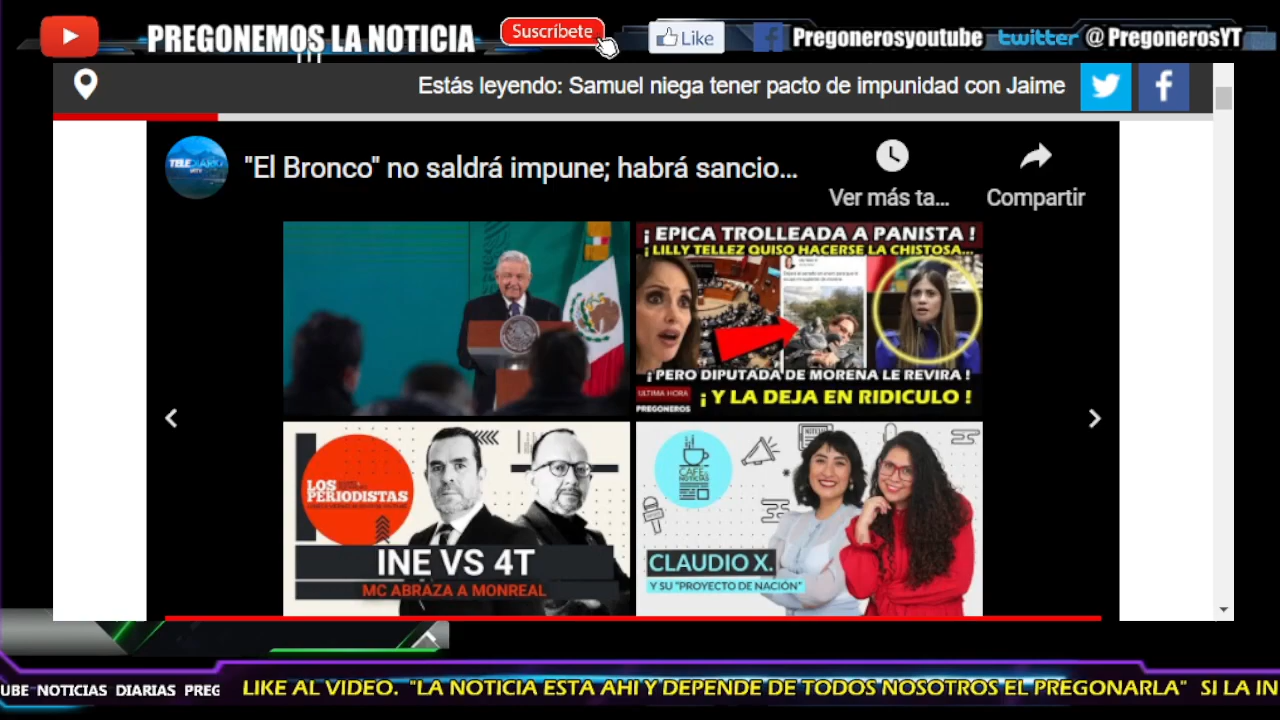 PREGONEMOS LA NOTICIA
Suscríbete
Like
Pregonerosyoutube
twitter
@PregonerosYT
Estás leyendo: Samuel niega tener pacto de impunidad con Jaime
TELEDIARIO
"El Bronco" no saldrá impune; habrá sancio...
Ver más ta...
Compartir
¡ EPICA TROLLEADA A PANISTA !
¡ LILLY TELLEZ QUISO HACERSE LA CHISTOSA...
¡ PERO DIPUTADA DE MORENA LE REVIRA !
ULTIMA HORA
PREGONEROS
¡ Y LA DEJA EN RIDICULO !
LOS
PERIODISTAS
INE VS 4T
MC ABRAZA A MONREAL
CAFÉ
NOTICIAS
CLAUDIO X.
Y SU "PROYECTO DE NACIÓN"
UBE NOTICIAS DIARIAS PREG
LIKE AL VIDEO. "LA NOTICIA ESTA AHI Y DEPENDE DE TODOS NOSOTROS EL PREGONARLA" SI LA IN